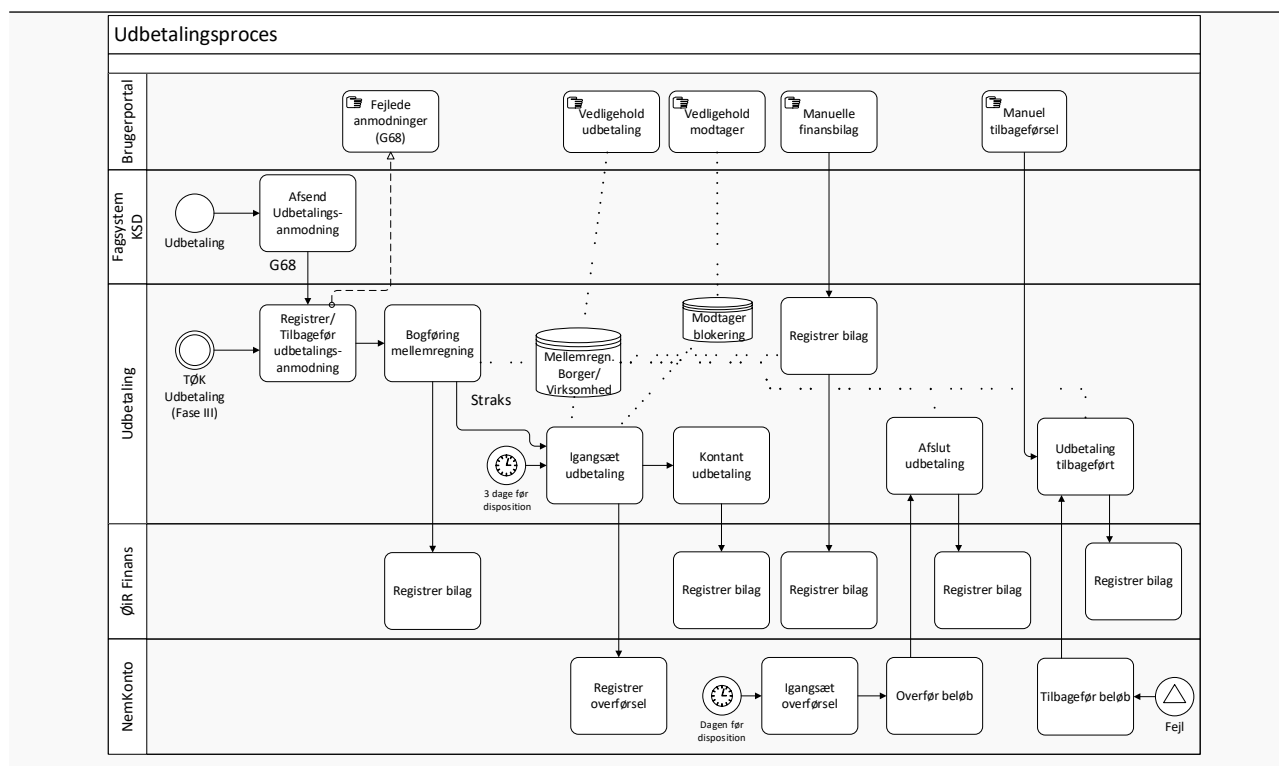 Udbetalingsproces
Brugerportal
Fejlede
anmodninger
(G68)
Vedligehold
udbetaling
Vedligehold
modtager
Manuelle
finansbilag
Manuel
tilbageførsel
Fagsystem
KSD
Udbetaling
Afsend
Udbetalings-
anmodning
G68
Udbetaling
TØK
Udbetaling
(Fase III)
Registrer/
Tilbagefør
udbetalings-
anmodning
Bogføring
mellemregning
Straks
Mellemregn.
Borger/
Virksomhed
Modtager
blokering
Registrer bilag
3 dage før
disposition
Igangsæt
udbetaling
Kontant
udbetaling
Afslut
udbetaling
Udbetaling
tilbageført
ØiR Finans
Registrer bilag
Registrer bilag
Registrer bilag
Registrer bilag
Registrer bilag
NemKonto
Registrer
overførsel
Dagen før
disposition
Igangsæt
overførsel
Overfør beløb
Tilbagefør beløb
Fejl